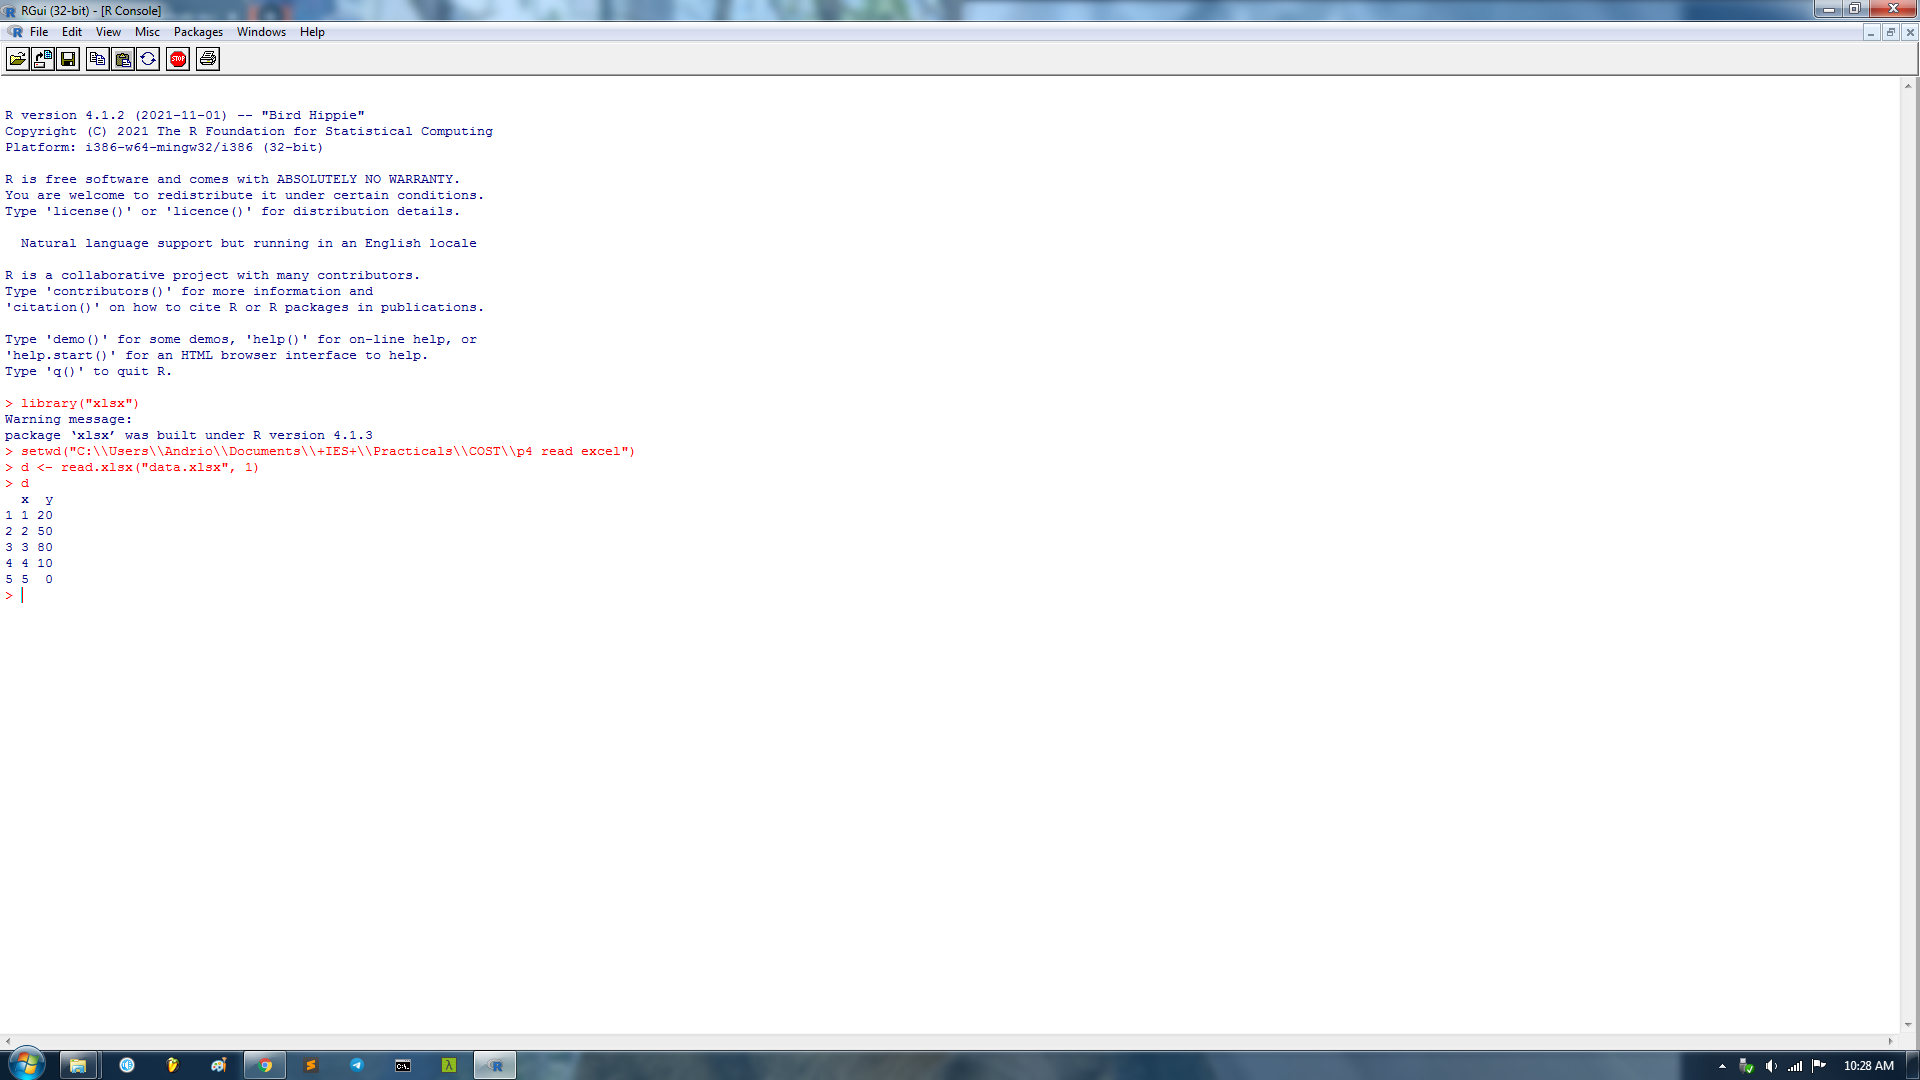 RGui (32-bit) - [R Console]
File Edit View Misc Packages Windows Help
STOP
R version 4.1.2 (2021-11-01) -- "Bird Hippie"
Copyright (C) 2021 The R Foundation for Statistical Computing
Platform: i386-w64-mingw32/i386 (32-bit)
R is free software and comes with ABSOLUTELY NO WARRANTY.
You are welcome to redistribute it under certain conditions.
Type 'license()' or 'licence()' for distribution details.
Natural language support but running in an English locale
R is a collaborative project with many contributors.
Type 'contributors()' for more information and
'citation()' on how to cite R or R packages in publications.
Type 'demo()' for some demos, 'help()' for on-line help, or
'help.start()' for an HTML browser interface to help.
Type 'q()' to quit R.
> library("xlsx")
Warning message:
package ‘xlsx’ was built under R version 4.1.3
> setwd("C:\\Users\\Andrio\\Documents\\+IES+\\Practicals\\COST\\p4 read excel")
> d <- read.xlsx("data.xlsx", 1)
> d
x y
1 1 20
2 2 50
3 3 80
4 4 10
5 5 0
>
10:28 AM